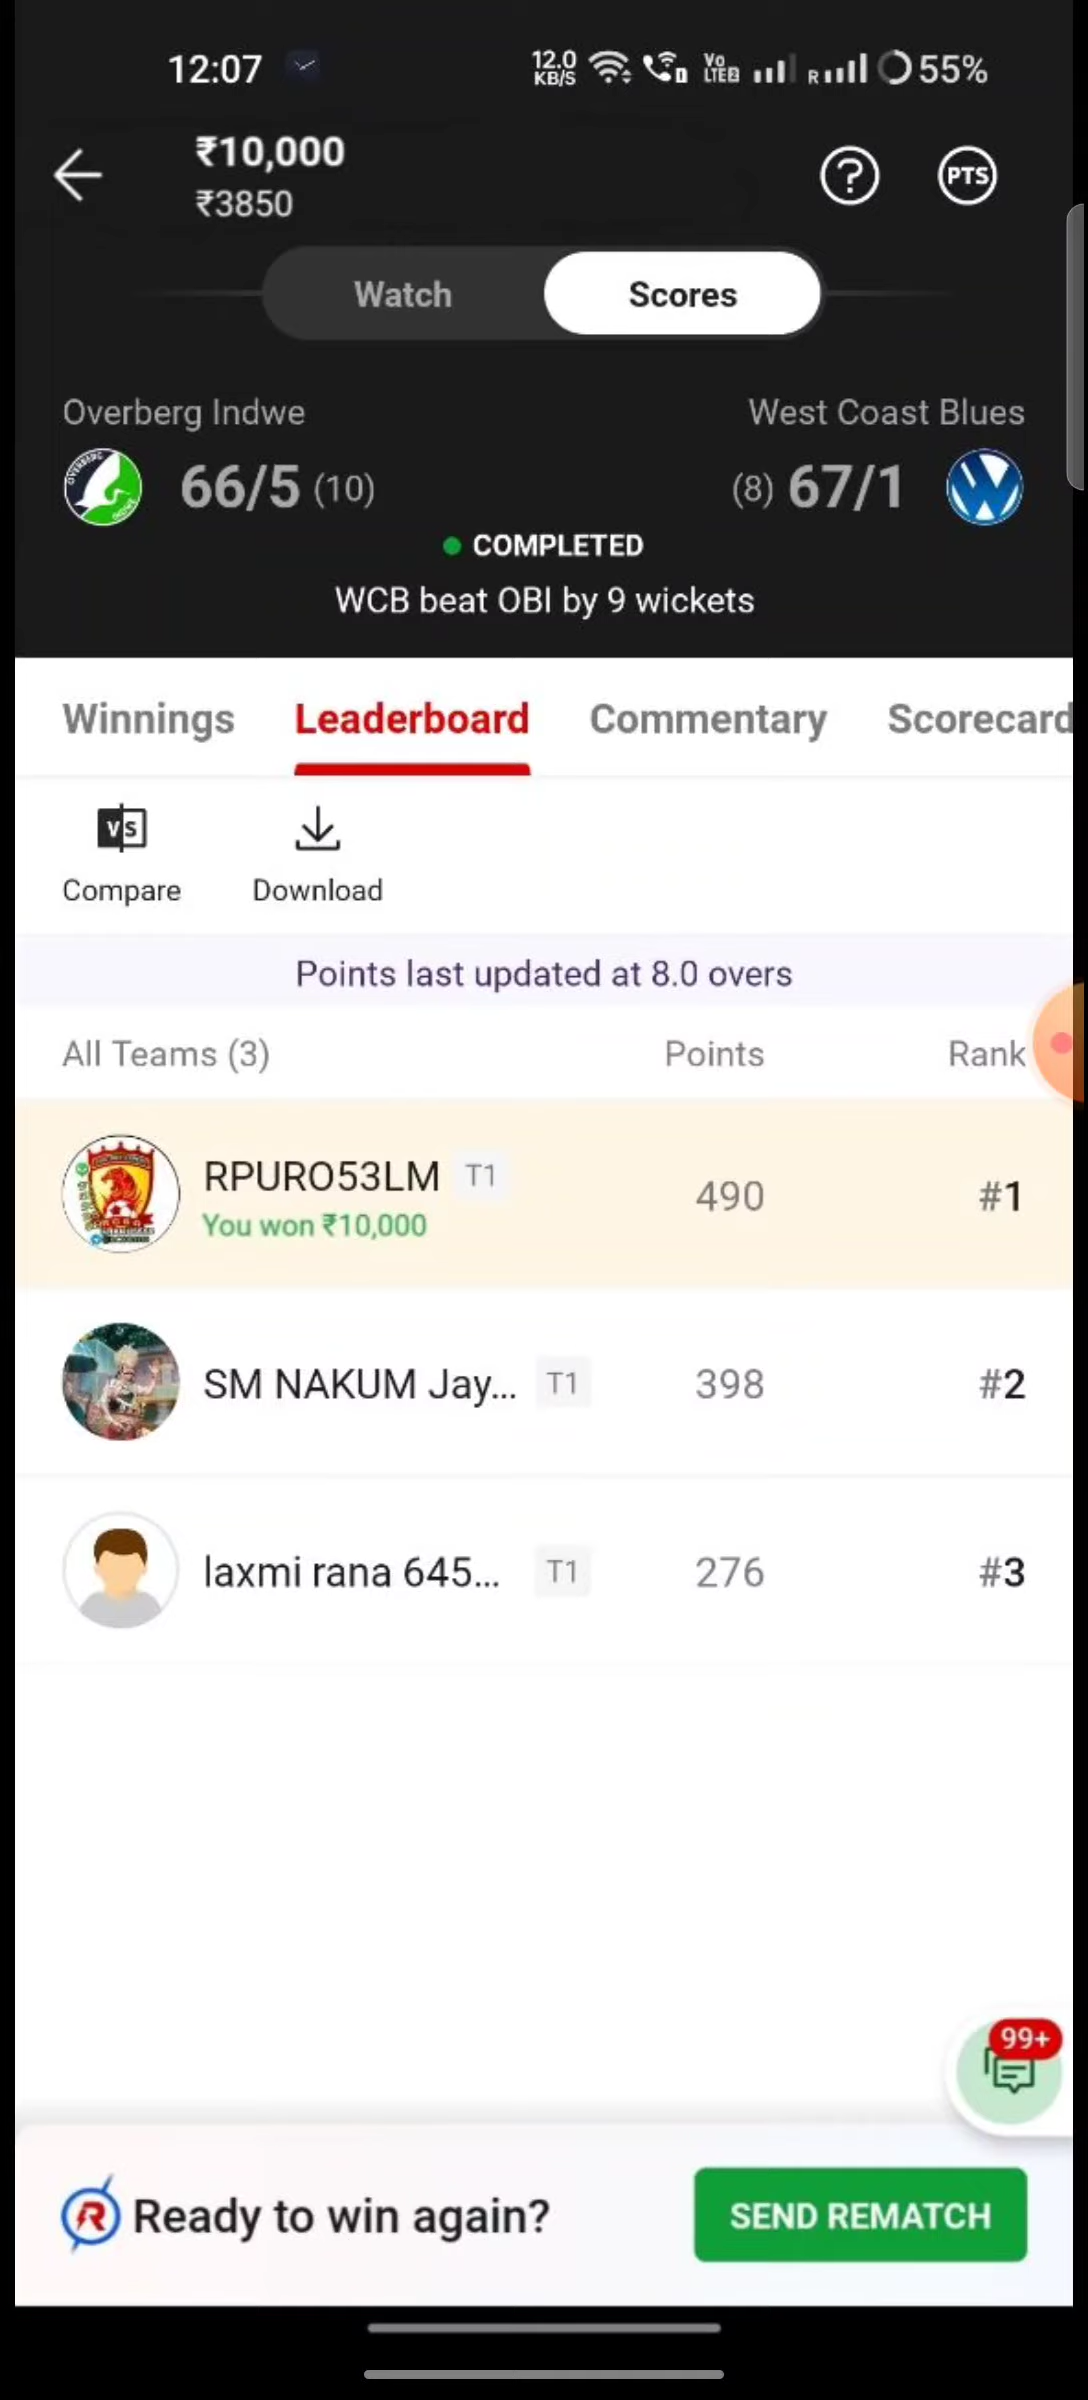 12:07 12.0 KB/S Vo LTE2 R 55%
₹10,000
₹3850
? PTS
Watch Scores
Overberg Indwe West Coast Blues
66/5 (10) (8) 67/1
COMPLETED
WCB beat OBI by 9 wickets
Winnings Leaderboard Commentary Scorecard
VS
Compare Download
Points last updated at 8.0 overs
All Teams (3) Points Rank
RPURO53LM T1 490 #1
You won ₹10,000
SM NAKUM Jay... T1 398 #2
laxmi rana 645... T1 276 #3
99+
R Ready to win again? SEND REMATCH